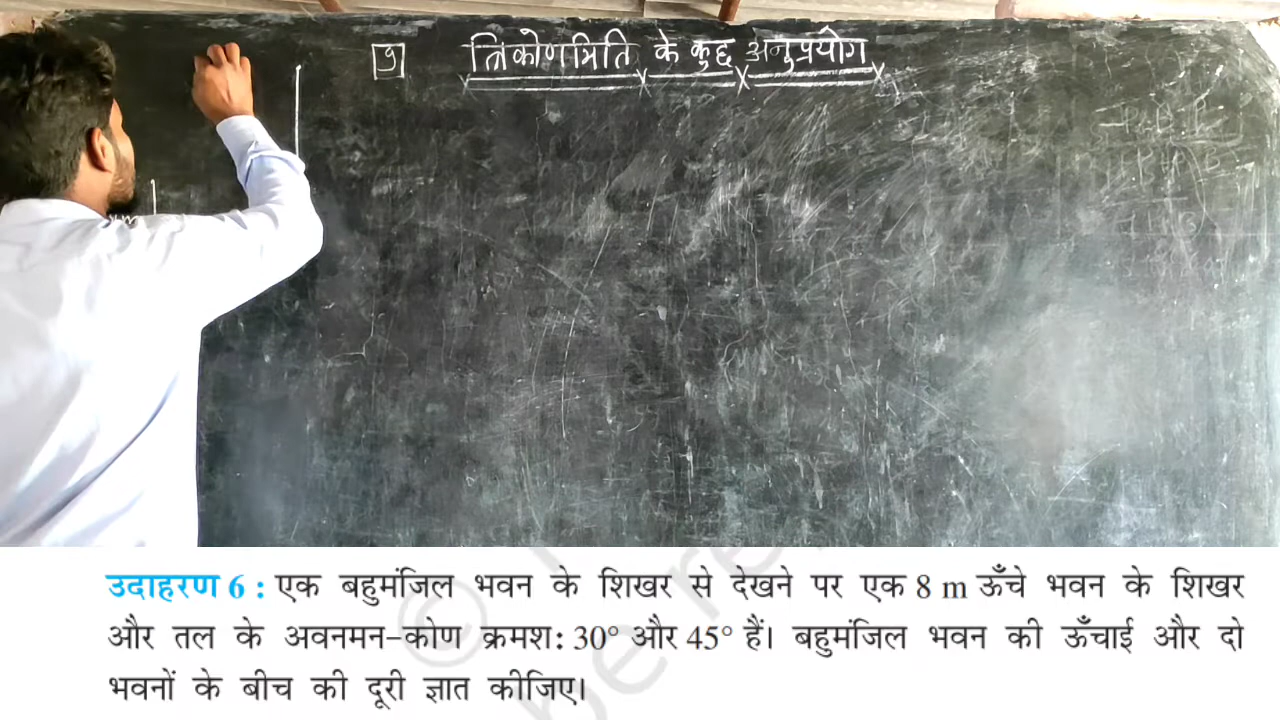 9 त्रिकोणमिति के कुछ अनुप्रयोग
उदाहरण 6 : एक बहुमंजिल भवन के शिखर से देखने पर एक 8 m ऊँचे भवन के शिखर
और तल के अवनमन-कोण क्रमश: 30° और 45° हैं। बहुमंजिल भवन की ऊँचाई और दो
भवनों के बीच की दूरी ज्ञात कीजिए।